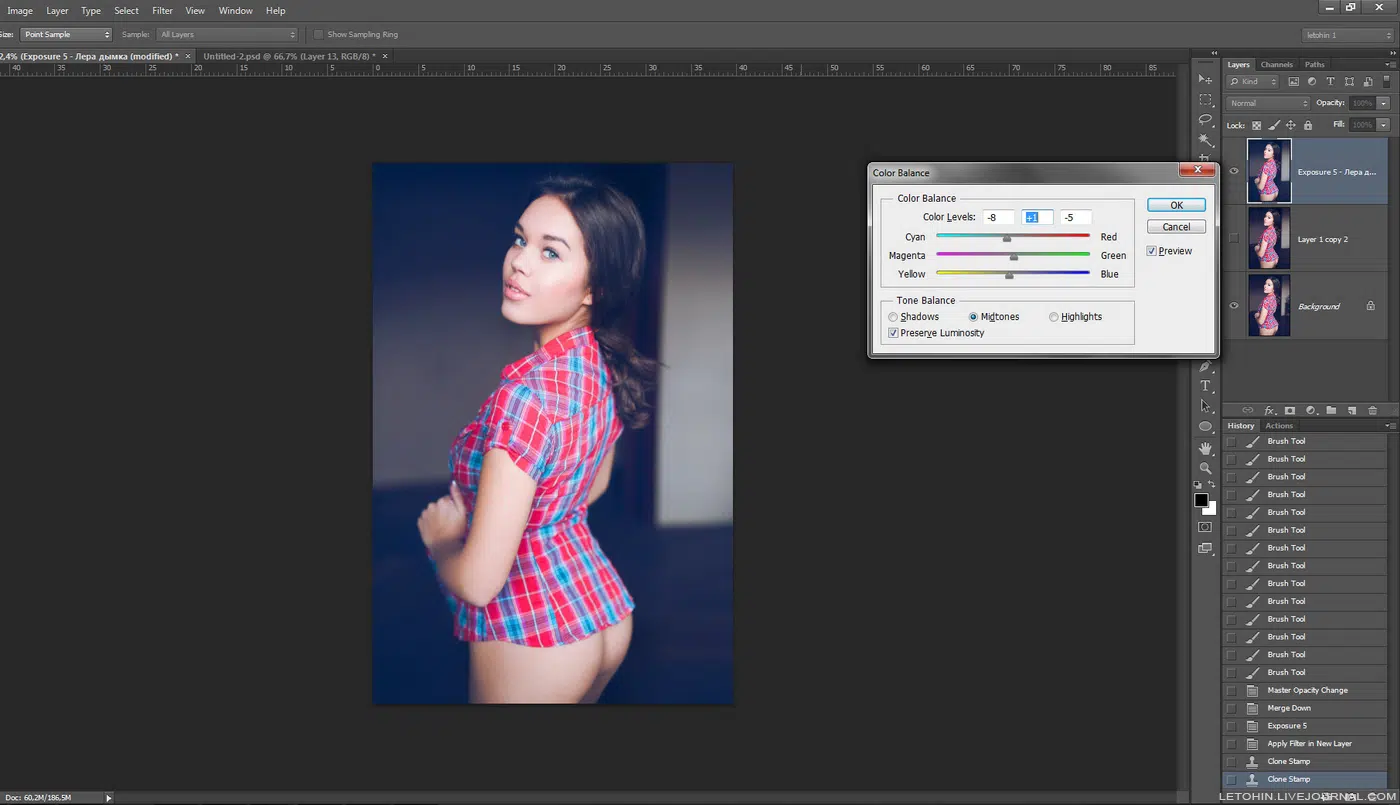 Image Layer Type Select Filter View Window Help
Size: Point Sample Sample: All Layers Show Sampling Ring letohin 1
2,4% (Exposure 5 - Лера дымка (modified) * × Untitled-2.psd @ 66,7% (Layer 13, RGB/8) * ×
40 35 30 25 20 15 10 5 0 5 10 15 20 25 30 35 40 45 50 55 60 65 70 75 80 85
Layers Channels Paths
Kind
Normal Opacity: 100%
Lock: Fill: 100%
Exposure 5 - Лера д...
Layer 1 copy 2
Background
Color Balance
Color Balance
Color Levels: -8 +1 -5
Cyan Red
Magenta Green
Yellow Blue
Tone Balance
Shadows Midtones Highlights
Preserve Luminosity
OK
Cancel
Preview
History Actions
Brush Tool
Brush Tool
Brush Tool
Brush Tool
Brush Tool
Brush Tool
Brush Tool
Brush Tool
Brush Tool
Brush Tool
Brush Tool
Brush Tool
Brush Tool
Brush Tool
Master Opacity Change
Merge Down
Exposure 5
Apply Filter in New Layer
Clone Stamp
Clone Stamp
Doc: 60,2M/186,5M
LETOHIN.LIVEJOURNAL.COM